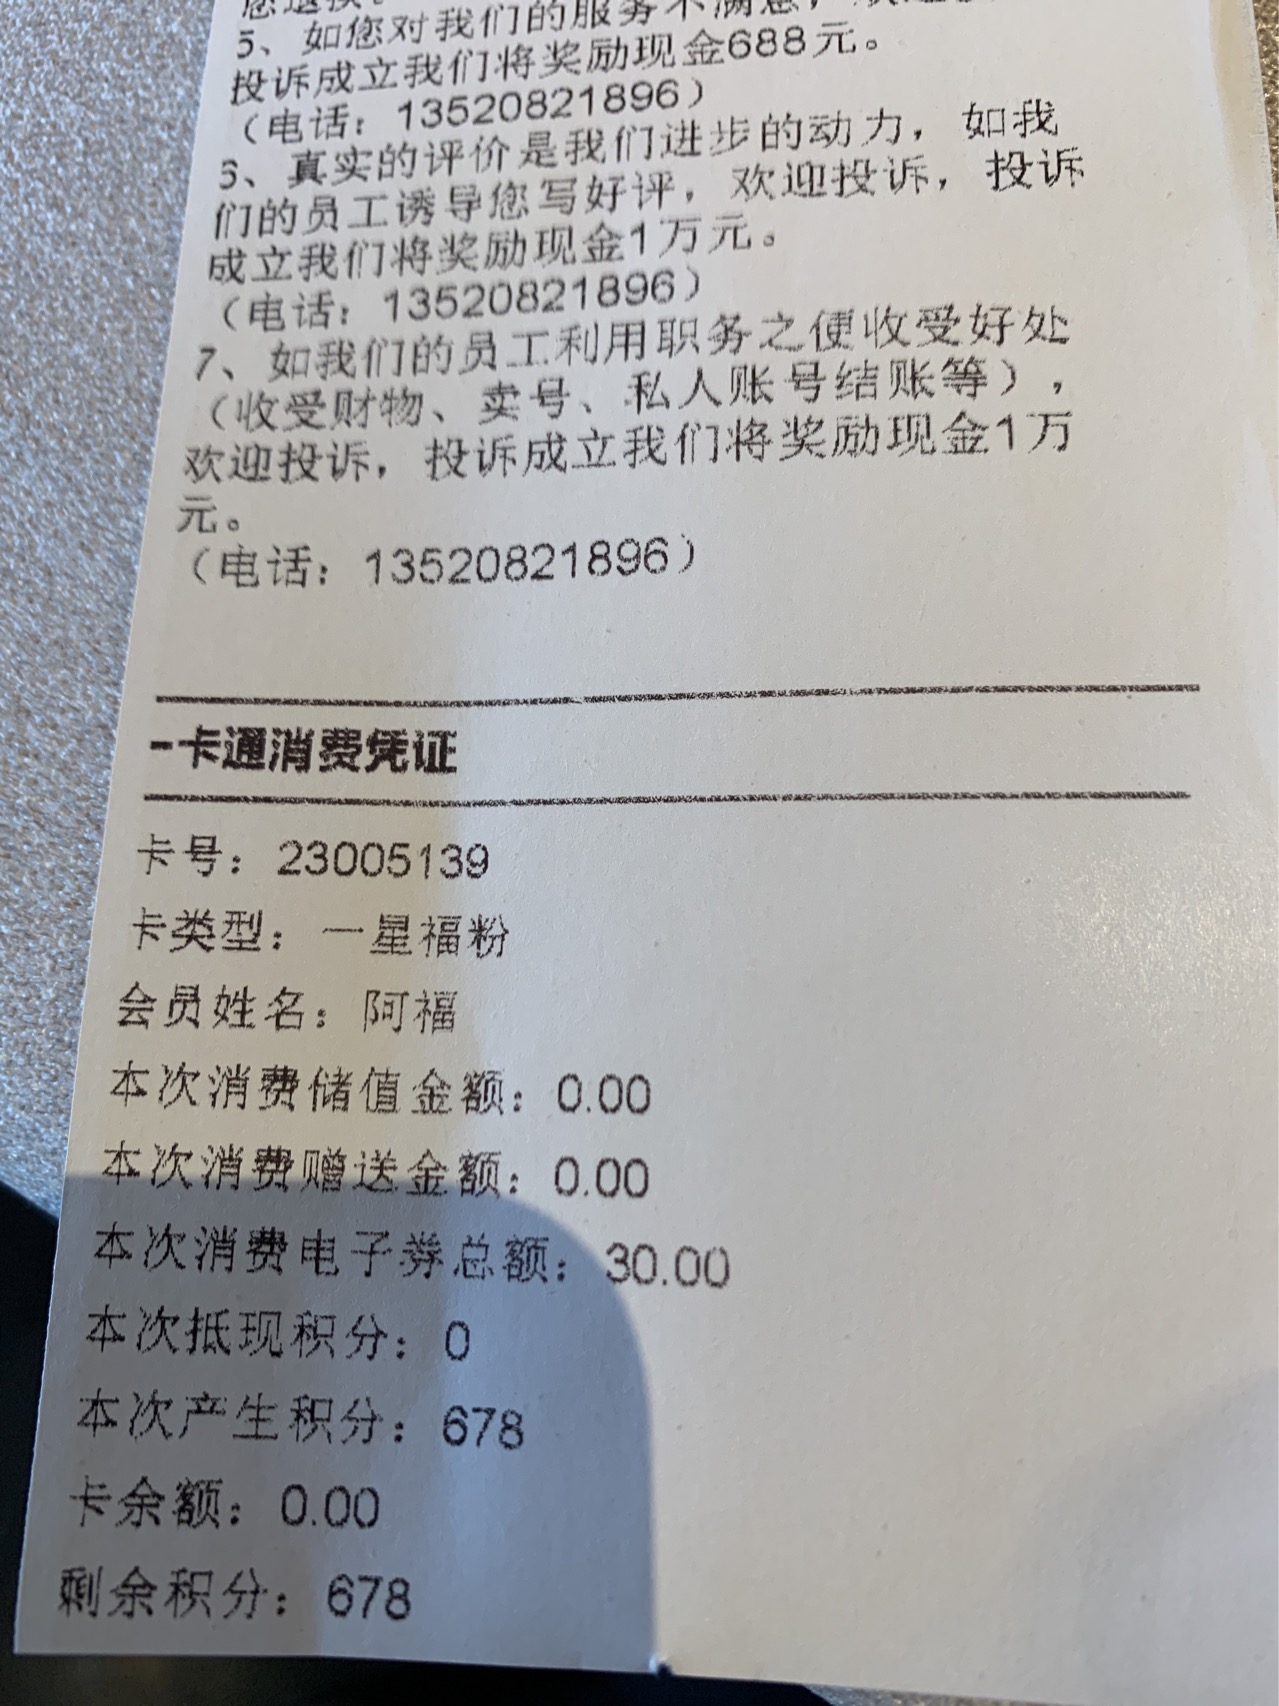 您退换。
5、如您对我们的服务不满意，欢迎
投诉成立我们将奖励现金688元。
（电话：13520821896）
6、真实的评价是我们进步的动力，如我
们的员工诱导您写好评，欢迎投诉，投诉
成立我们将奖励现金1万元。
（电话：13520821896）
7、如我们的员工利用职务之便收受好处
（收受财物、卖号、私人账号结账等），
欢迎投诉，投诉成立我们将奖励现金1万
元。
（电话：13520821896）
一卡通消费凭证
卡号：23005139
卡类型：一星福粉
会员姓名：阿福
本次消费储值金额：0.00
本次消费赠送金额：0.00
本次消费电子券总额：30.00
本次抵现积分：0
本次产生积分：678
卡余额：0.00
剩余积分：678